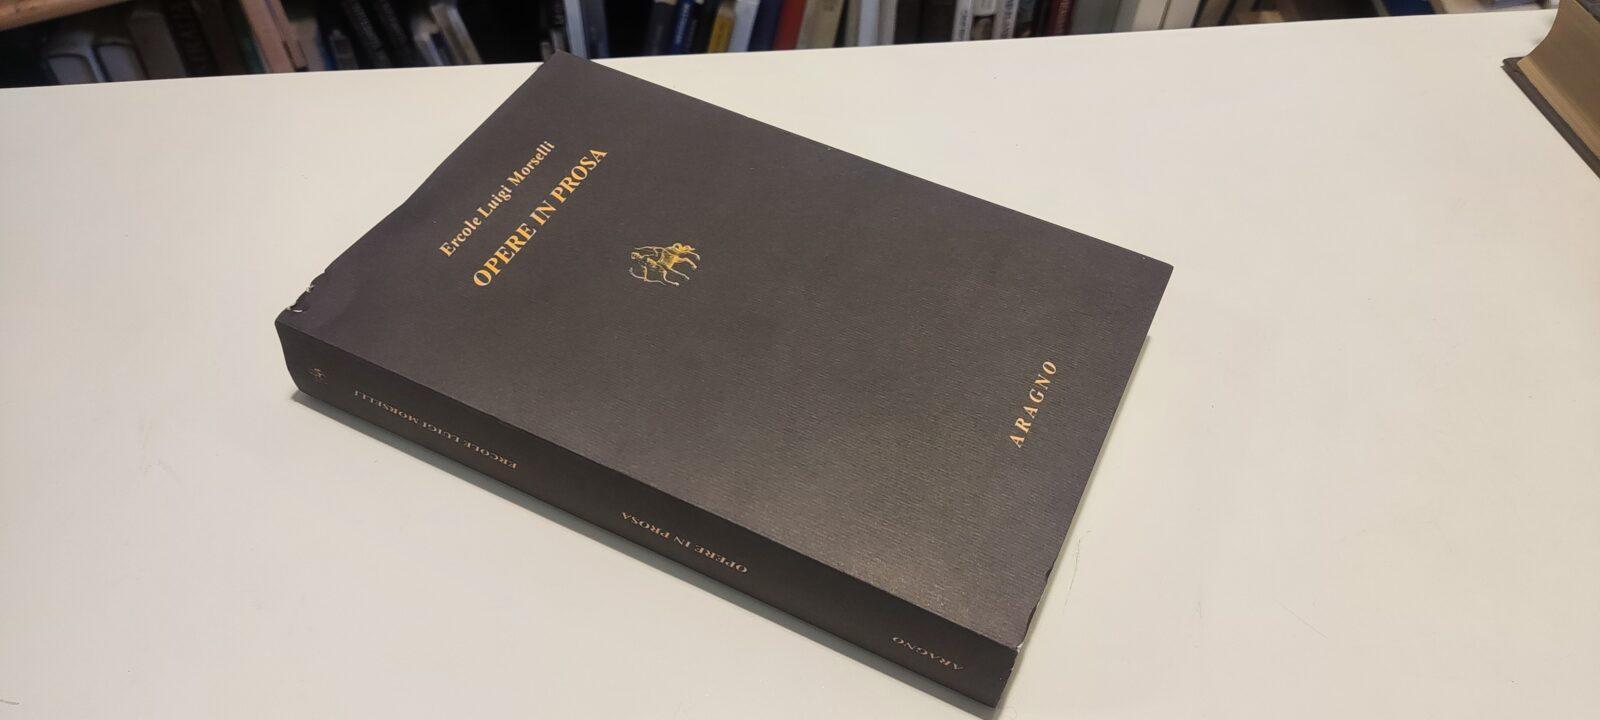 Ercole Luigi Morselli
OPERE IN PROSA
ARAGNO
ERCOLE LUIGI MORSELLI
OPERE IN PROSA
ARAGNO